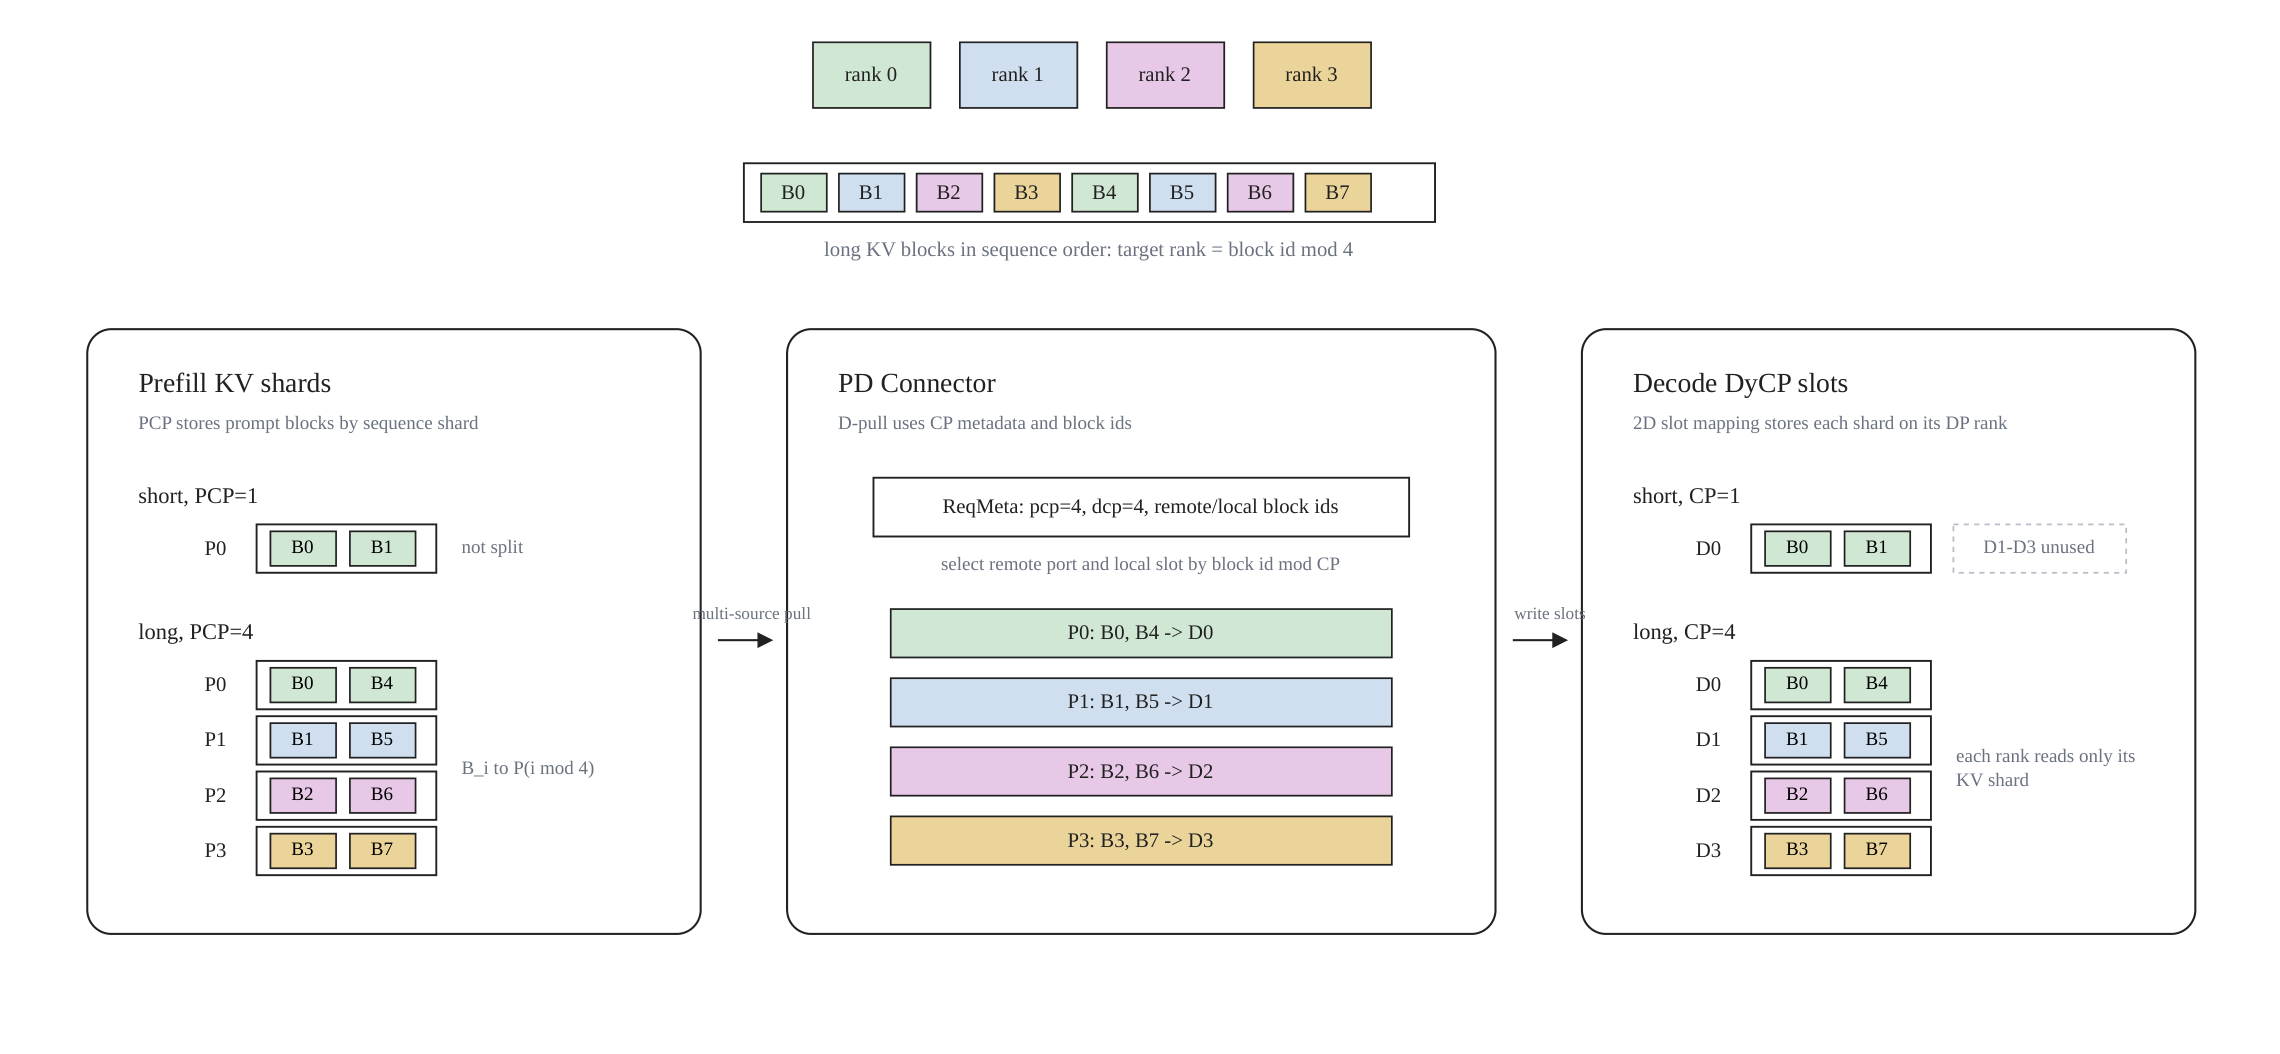 rank 0
rank 1
rank 2
rank 3
B0
B1
B2
B3
B4
B5
B6
B7
long KV blocks in sequence order: target rank = block id mod 4
Prefill KV shards
PCP stores prompt blocks by sequence shard
short, PCP=1
P0
B0
B1
not split
long, PCP=4
P0
B0
B4
P1
B1
B5
P2
B2
B6
P3
B3
B7
B_i to P(i mod 4)
multi-source pull
PD Connector
D-pull uses CP metadata and block ids
ReqMeta: pcp=4, dcp=4, remote/local block ids
select remote port and local slot by block id mod CP
P0: B0, B4 -> D0
P1: B1, B5 -> D1
P2: B2, B6 -> D2
P3: B3, B7 -> D3
write slots
Decode DyCP slots
2D slot mapping stores each shard on its DP rank
short, CP=1
D0
B0
B1
D1-D3 unused
long, CP=4
D0
B0
B4
D1
B1
B5
D2
B2
B6
D3
B3
B7
each rank reads only its
KV shard